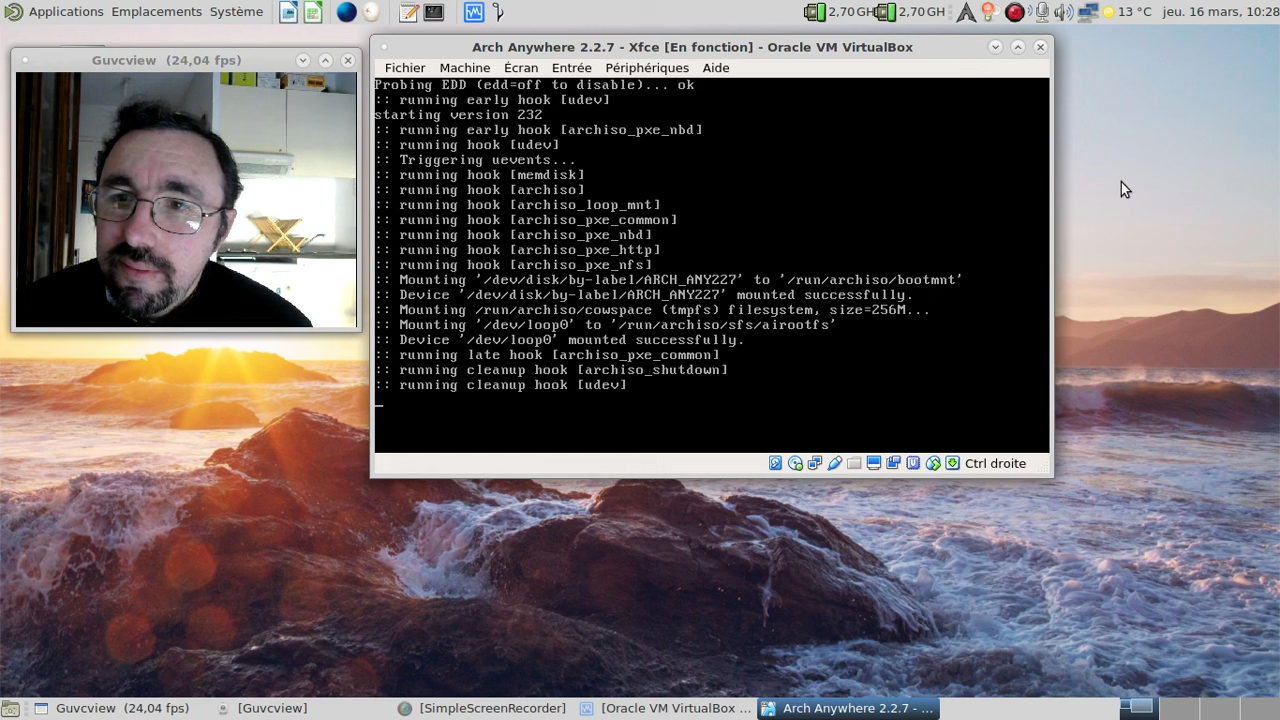 Applications Emplacements Système 2,70 GH 2,70 GH 13 °C jeu. 16 mars, 10:28
Guvcview (24,04 fps)
Arch Anywhere 2.2.7 - Xfce [En fonction] - Oracle VM VirtualBox
Fichier Machine Écran Entrée Périphériques Aide
Probing EDD (edd=off to disable)... ok
:: running early hook [udev]
starting version 232
:: running early hook [archiso_pxe_nbd]
:: running hook [udev]
:: Triggering uevents...
:: running hook [memdisk]
:: running hook [archiso]
:: running hook [archiso_loop_mnt]
:: running hook [archiso_pxe_common]
:: running hook [archiso_pxe_nbd]
:: running hook [archiso_pxe_http]
:: running hook [archiso_pxe_nfs]
:: Mounting '/dev/disk/by-label/ARCH_ANY227' to '/run/archiso/bootmnt'
:: Device '/dev/disk/by-label/ARCH_ANY227' mounted successfully.
:: Mounting /run/archiso/cowspace (tmpfs) filesystem, size=256M...
:: Mounting '/dev/loop0' to '/run/archiso/sfs/airootfs'
:: Device '/dev/loop0' mounted successfully.
:: running late hook [archiso_pxe_common]
:: running cleanup hook [archiso_shutdown]
:: running cleanup hook [udev]
Ctrl droite
Guvcview (24,04 fps) [Guvcview] [SimpleScreenRecorder] [Oracle VM VirtualBox ... Arch Anywhere 2.2.7 - ...